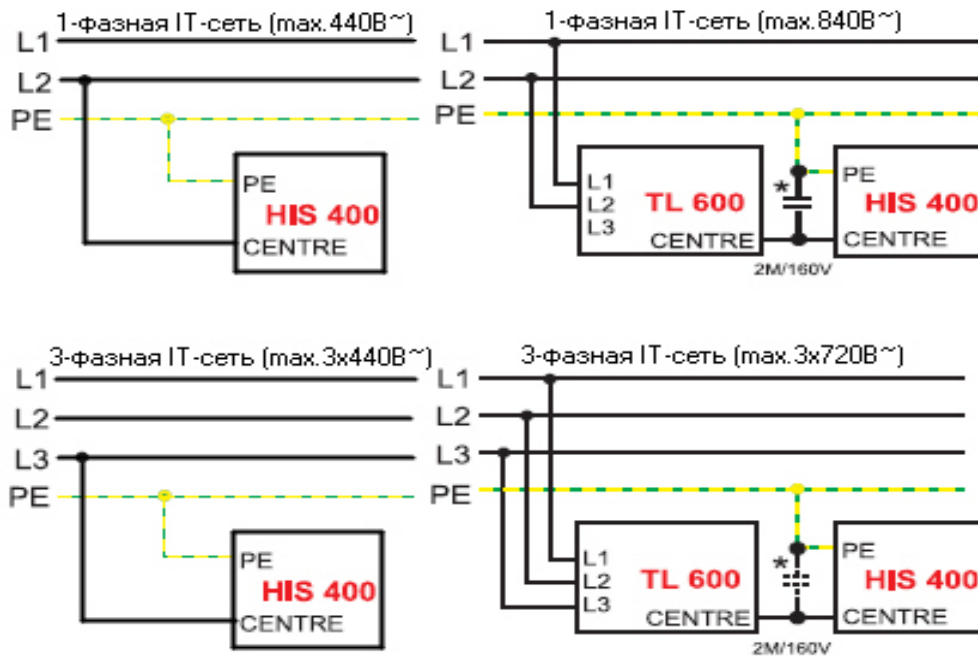 1-фазная IT-сеть (max.440В~)
L1
L2
PE
PE
HIS 400
CENTRE
1-фазная IT-сеть (max.840В~)
L1
L2
PE
L1
L2
L3
TL 600
CENTRE
*
2M/160V
PE
HIS 400
CENTRE
3-фазная IT-сеть (max.3x440В~)
L1
L2
L3
PE
PE
HIS 400
CENTRE
3-фазная IT-сеть (max.3x720В~)
L1
L2
L3
PE
L1
L2
L3
TL 600
CENTRE
*
2M/160V
PE
HIS 400
CENTRE